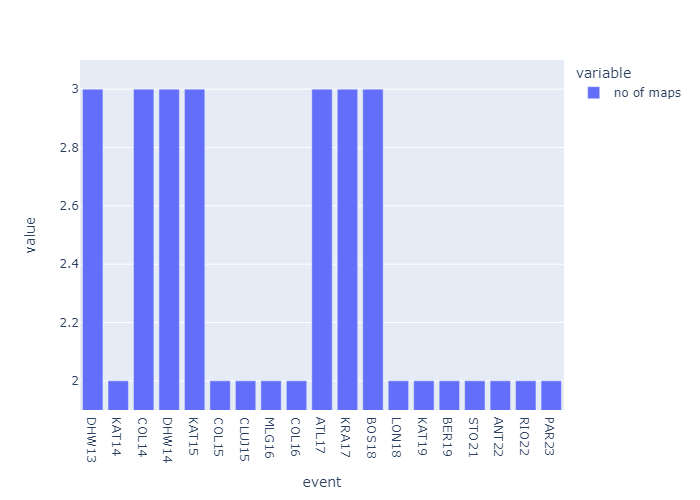 variable
no of maps
3
2.8
2.6
2.4
2.2
2
value
DHW13
KAT14
COL14
DHW14
KAT15
COL15
CLUJ15
MLG16
COL16
ATL17
KRA17
BOS18
LON18
KAT19
BER19
STO21
ANT22
RIO22
PAR23
event